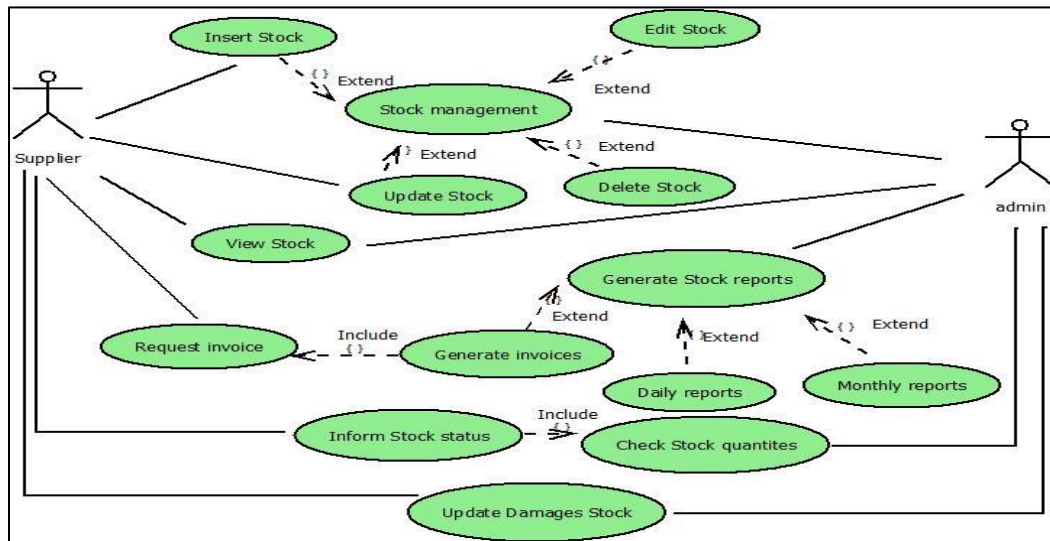 Insert Stock
Edit Stock
{ }
Extend
{ }
Extend
Stock management
Supplier
} Extend
{ } Extend
Update Stock
Delete Stock
admin
View Stock
Generate Stock reports
{ }
Extend
Include
{ }
Request invoice
Generate invoices
} Extend
{ } Extend
Daily reports
Monthly reports
Include
{ }
Inform Stock status
Check Stock quantites
Update Damages Stock